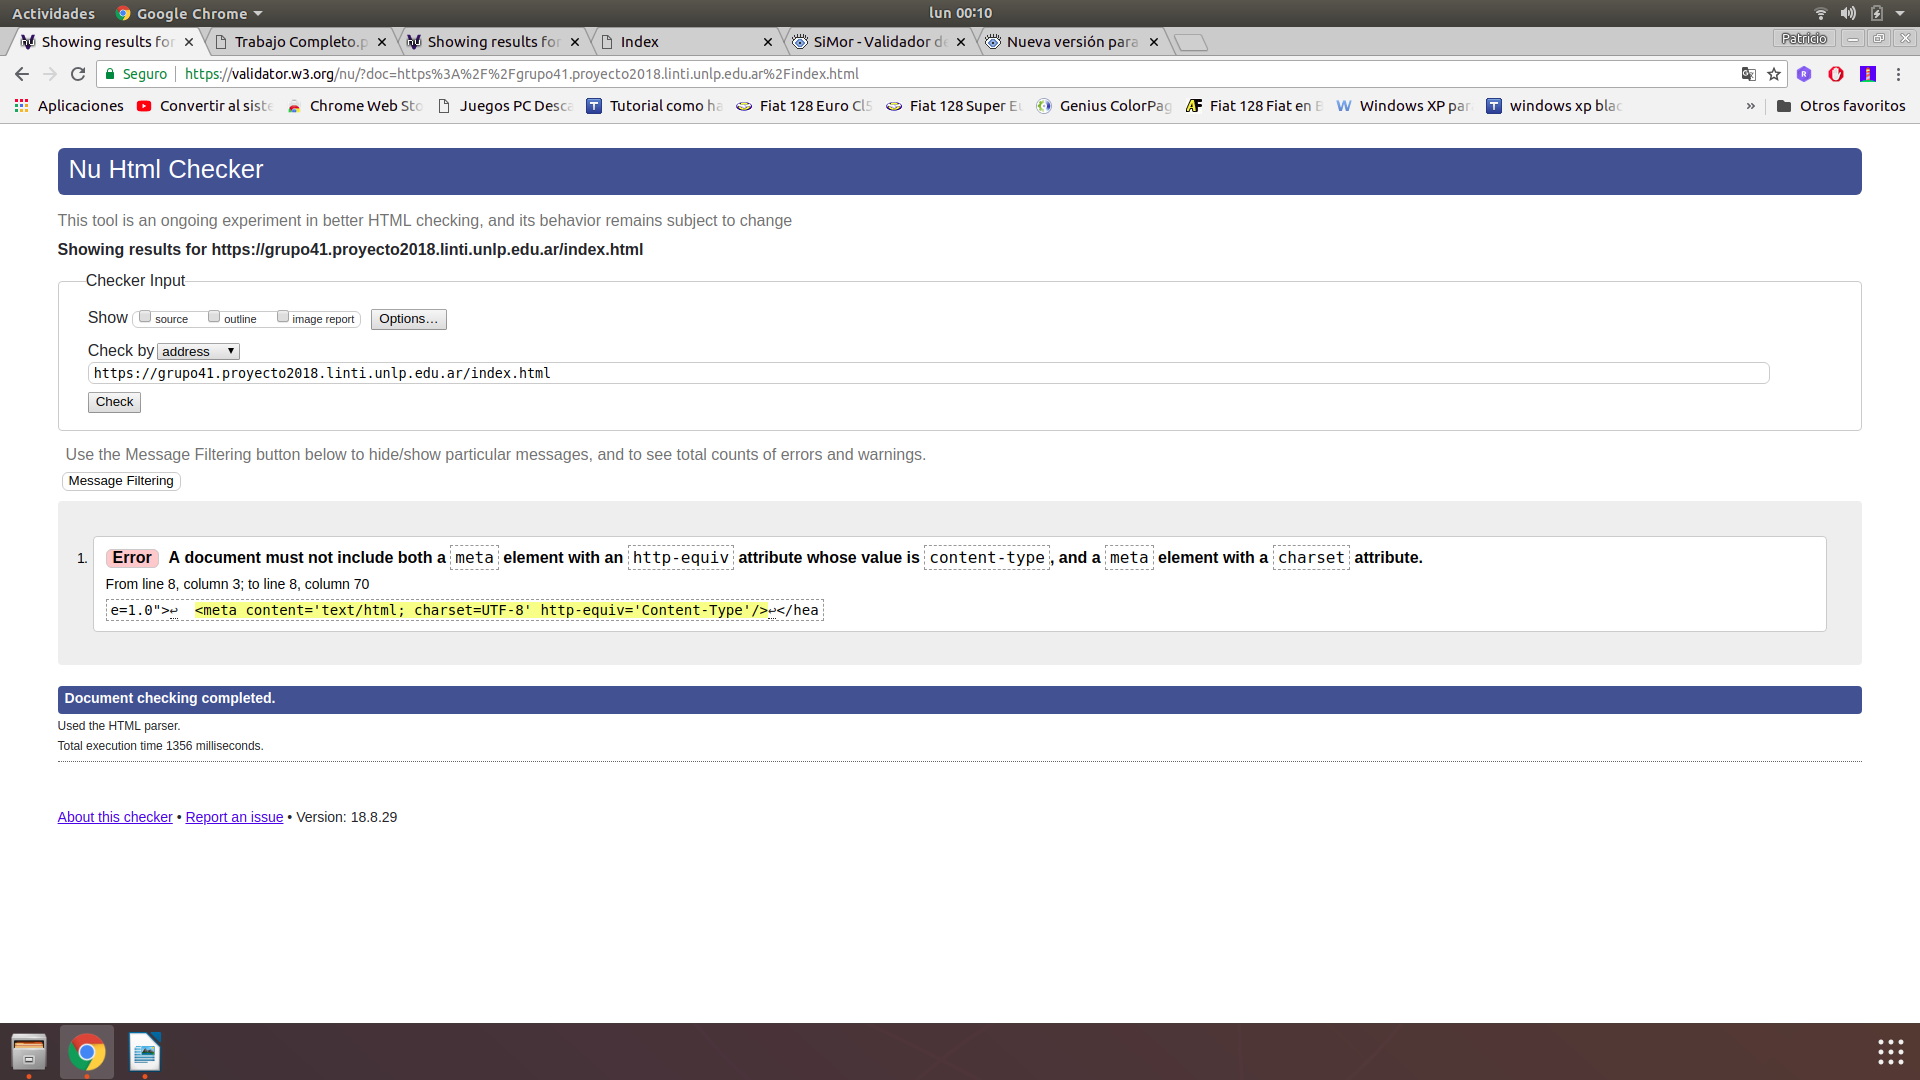 Actividades Google Chrome lun 00:10
Showing results for Trabajo Completo.p Showing results for Index SiMor - Validador de Nueva versión para Patricio
Seguro https://validator.w3.org/nu/?doc=https%3A%2F%2Fgrupo41.proyecto2018.linti.unlp.edu.ar%2Findex.html
Aplicaciones Convertir al siste Chrome Web Sto Juegos PC Desca Tutorial como ha Fiat 128 Euro Cl5 Fiat 128 Super Eu Genius ColorPag Fiat 128 Fiat en B Windows XP par windows xp blac » Otros favoritos
Nu Html Checker
This tool is an ongoing experiment in better HTML checking, and its behavior remains subject to change
Showing results for https://grupo41.proyecto2018.linti.unlp.edu.ar/index.html
Checker Input
Show source outline image report Options...
Check by address
https://grupo41.proyecto2018.linti.unlp.edu.ar/index.html
Check
Use the Message Filtering button below to hide/show particular messages, and to see total counts of errors and warnings.
Message Filtering
1. Error A document must not include both a meta element with an http-equiv attribute whose value is content-type, and a meta element with a charset attribute.
From line 8, column 3; to line 8, column 70
e=1.0">↩ <meta content='text/html; charset=UTF-8' http-equiv='Content-Type'/>↩</hea
Document checking completed.
Used the HTML parser.
Total execution time 1356 milliseconds.
About this checker • Report an issue • Version: 18.8.29